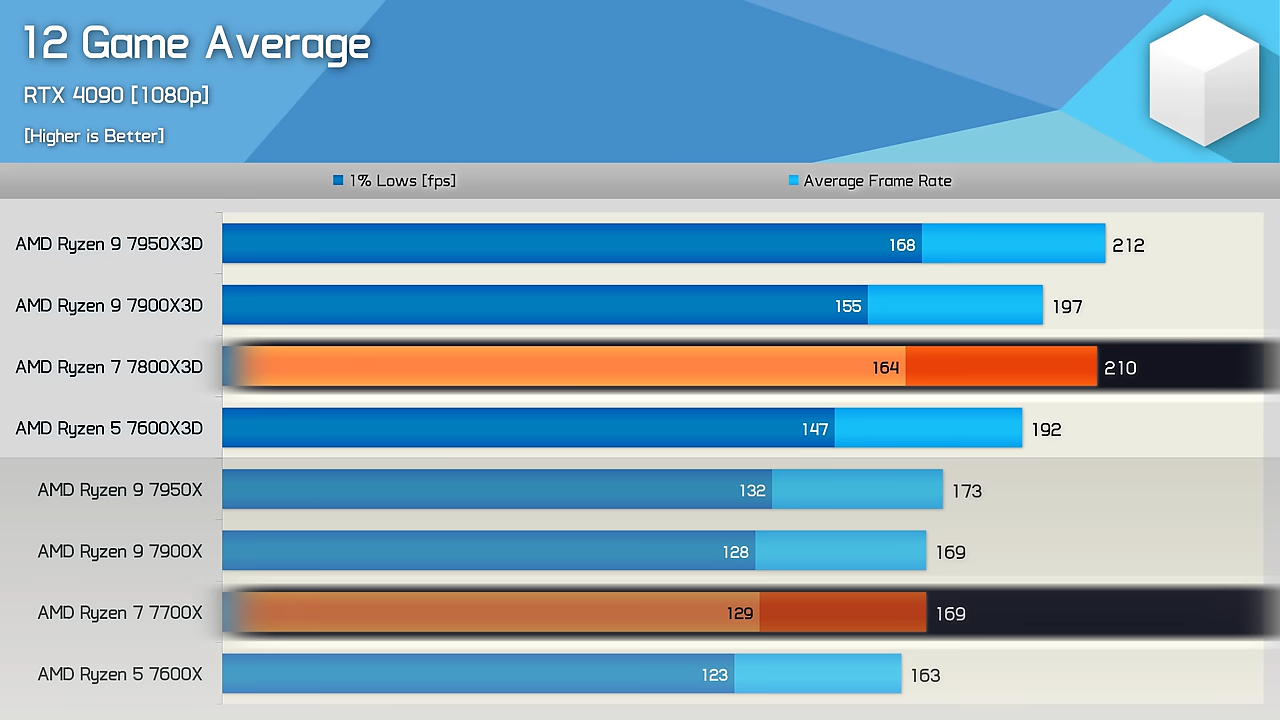 12 Game Average
RTX 4090 [1080p]
[Higher is Better]
1% Lows [fps] Average Frame Rate
AMD Ryzen 9 7950X3D 168 212
AMD Ryzen 9 7900X3D 155 197
AMD Ryzen 7 7800X3D 164 210
AMD Ryzen 5 7600X3D 147 192
AMD Ryzen 9 7950X 132 173
AMD Ryzen 9 7900X 128 169
AMD Ryzen 7 7700X 129 169
AMD Ryzen 5 7600X 123 163